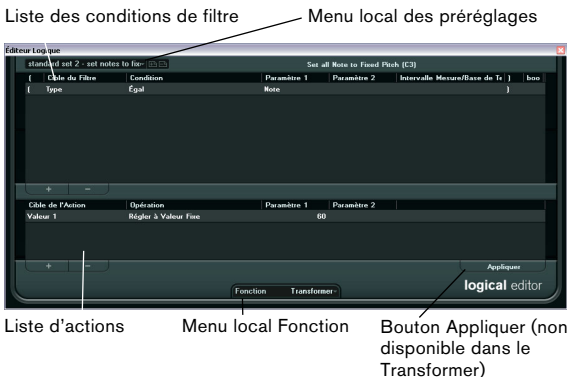 Liste des conditions de filtre
Menu local des préréglages
Éditeur Logique
standard set 2 - set notes to fix
Set all Note to Fixed Pitch (C3)
( Cible du Filtre Condition Paramètre 1 Paramètre 2 Intervalle Mesure/Base de Te ) boo
( Type Égal Note )
+ −
Cible de l'Action Opération Paramètre 1 Paramètre 2
Valeur 1 Régler à Valeur Fixe 60
+ −
Appliquer
logical editor
Fonction Transformer
Liste d'actions
Menu local Fonction
Bouton Appliquer (non
disponible dans le
Transformer)